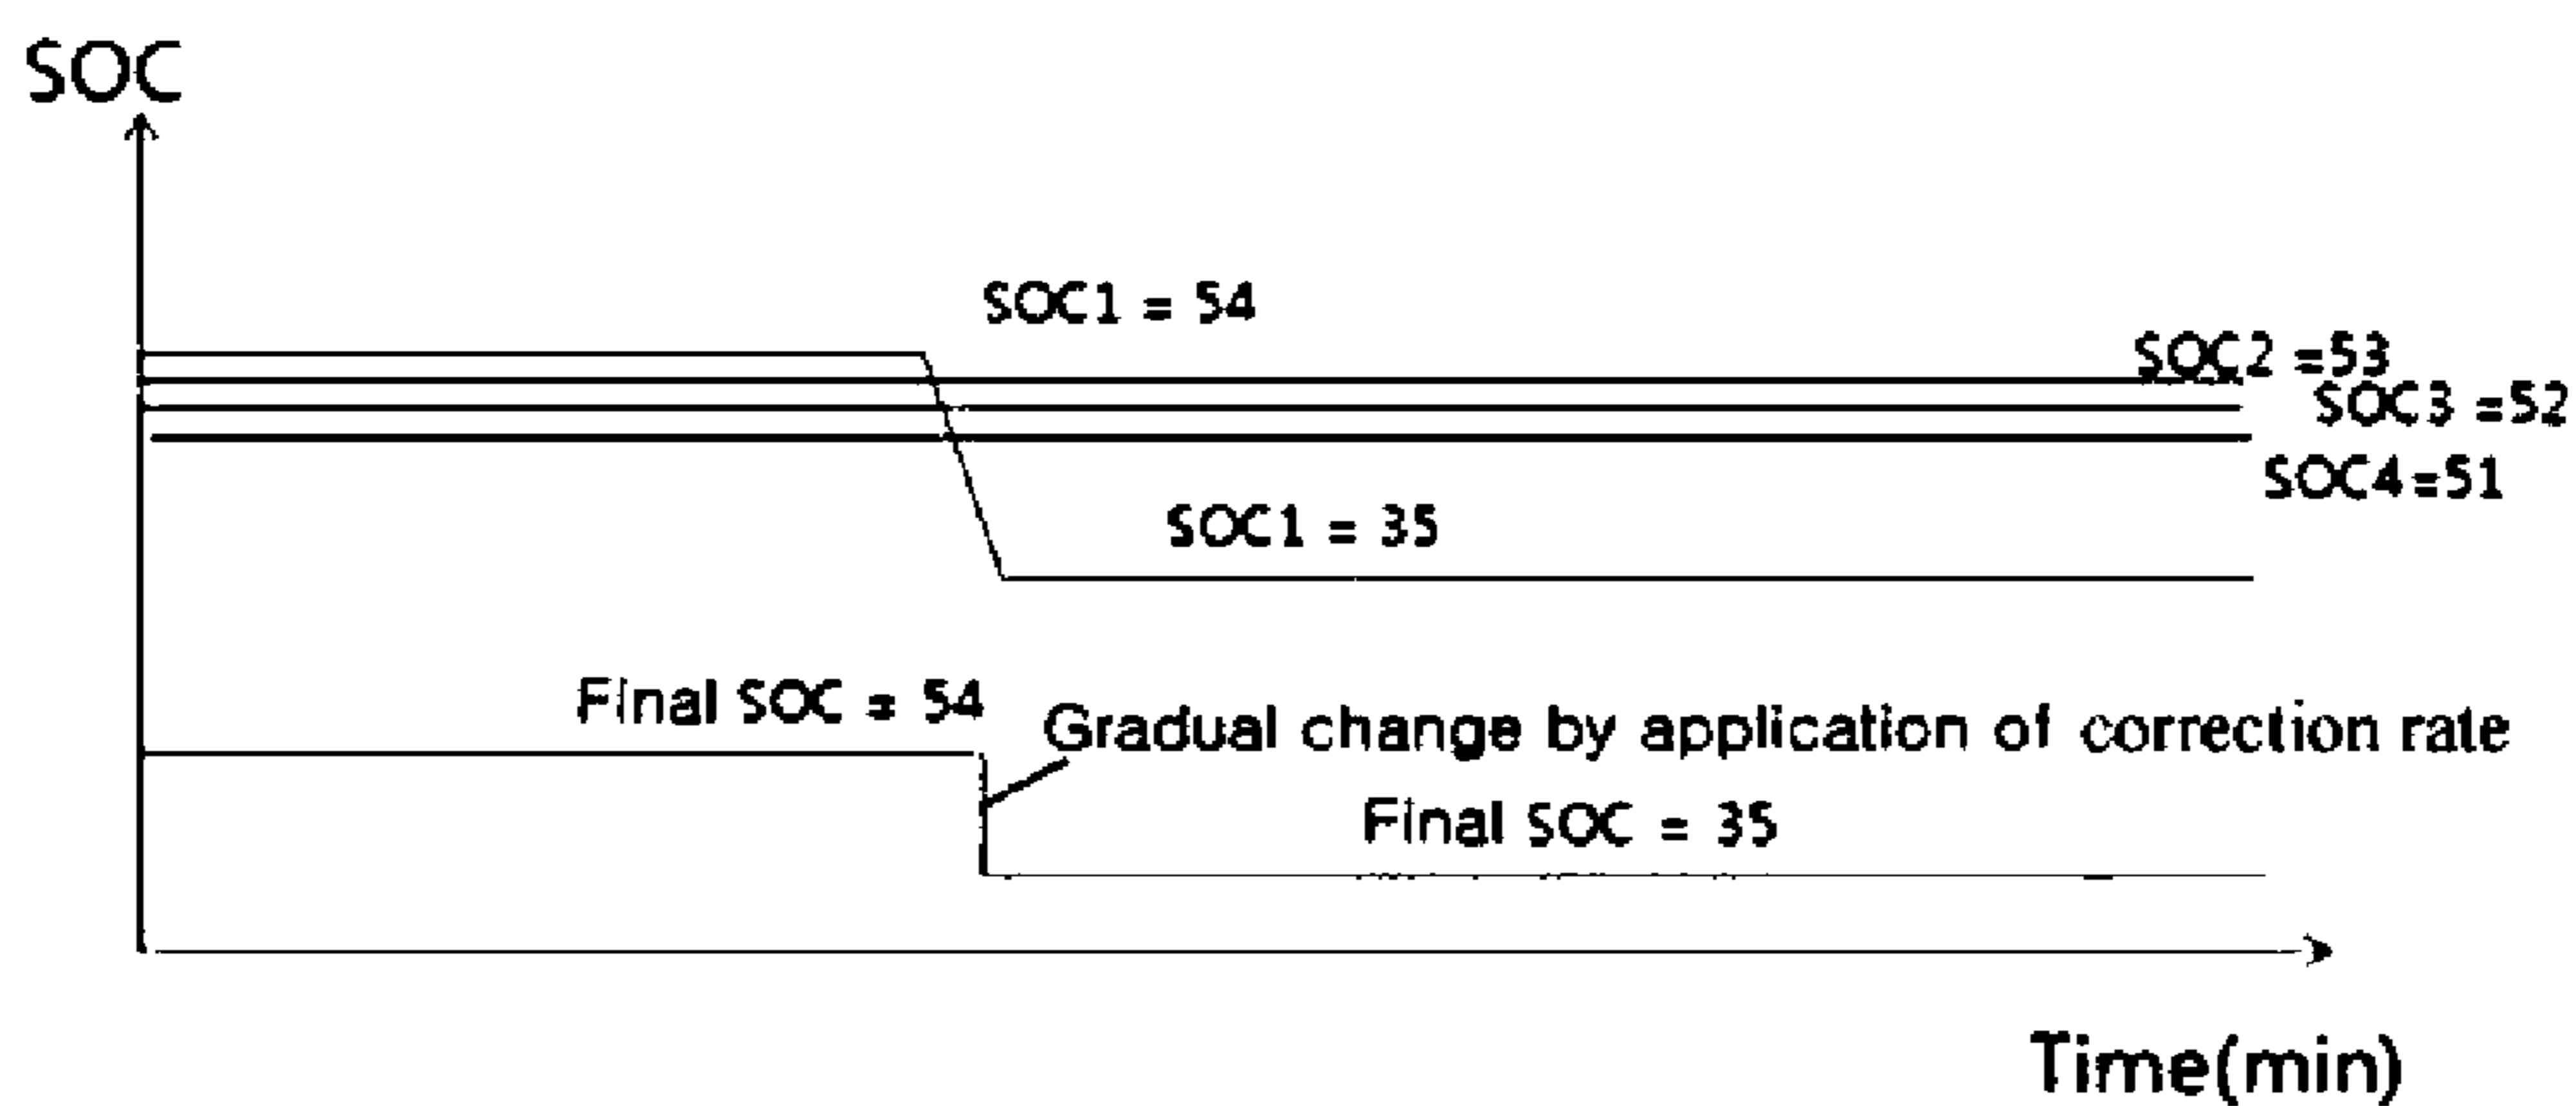 SOC
SOC1 = 54
SOC2 =53
SOC3 =52
SOC4=51
SOC1 = 35
Final SOC = 54
Gradual change by application of correction rate
Final SOC = 35
Time(min)